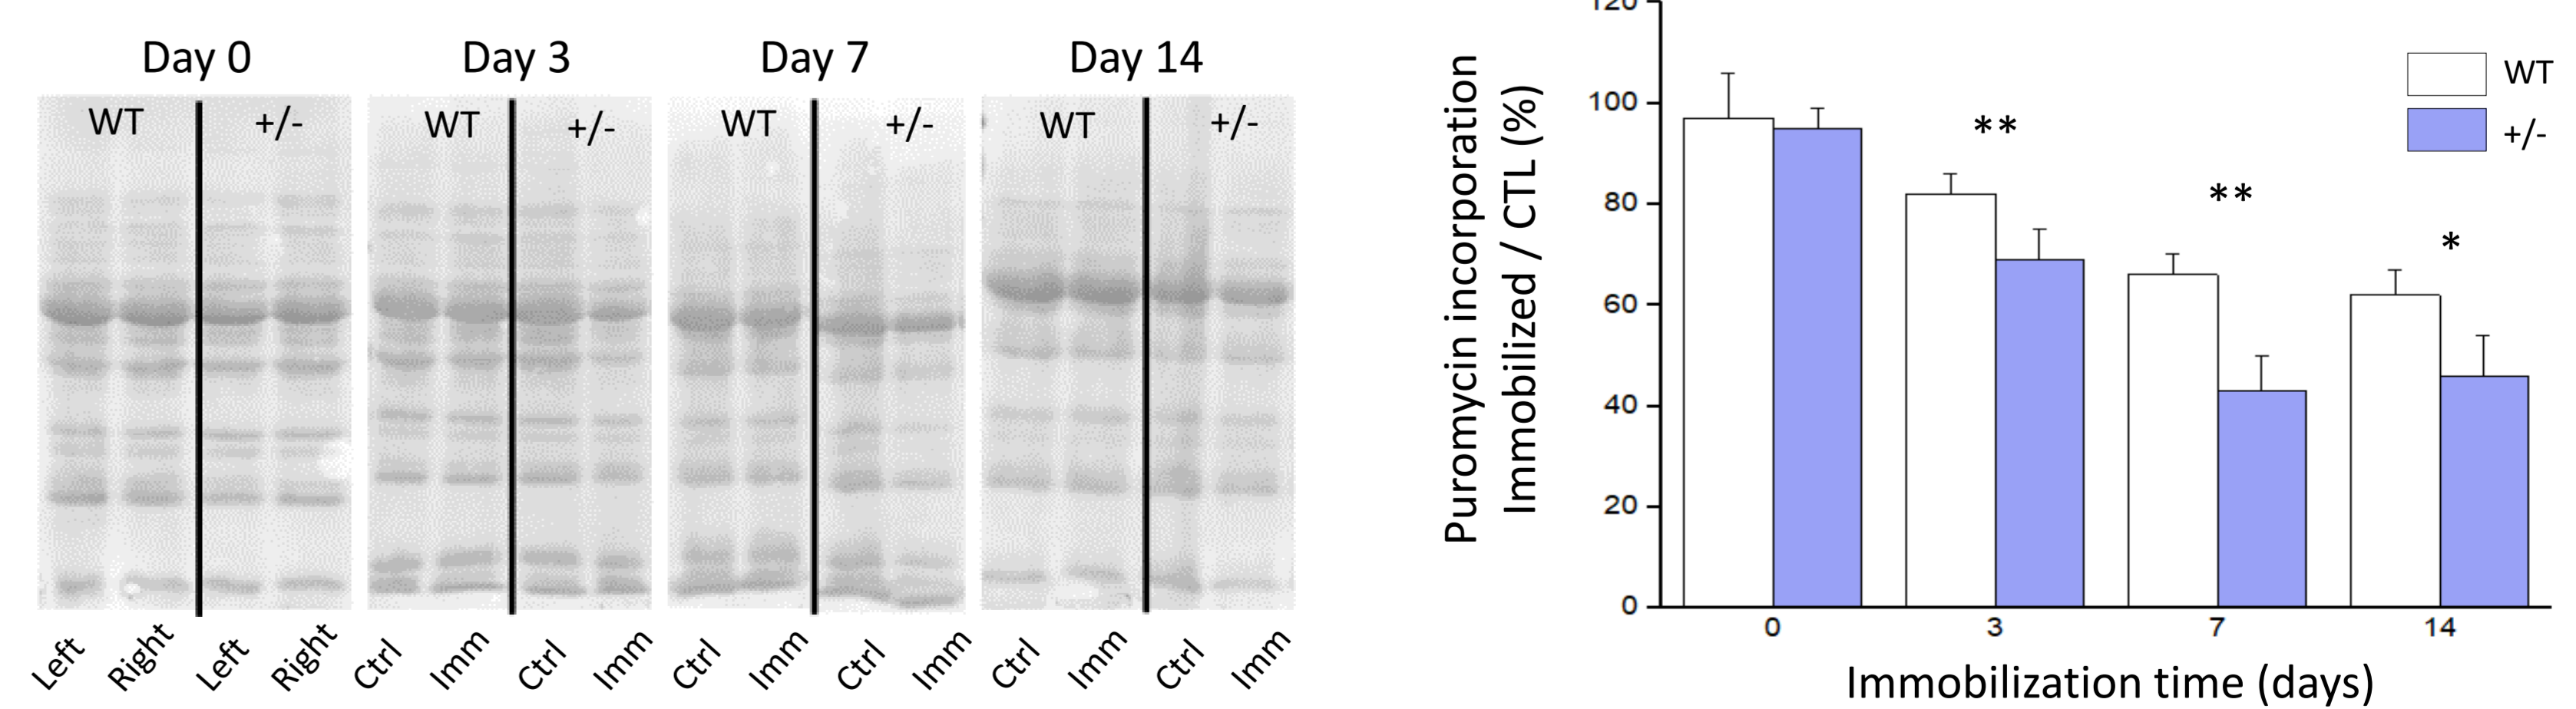 Day 0
Day 3
Day 7
Day 14
WT
+/-
WT
+/-
WT
+/-
WT
+/-
Left
Right
Left
Right
Ctrl
Imm
Ctrl
Imm
Ctrl
Imm
Ctrl
Imm
Ctrl
Imm
Ctrl
Imm
Puromycin incorporation
Immobilized / CTL (%)
120
100
80
60
40
20
0
**
**
*
WT
+/-
0
3
7
14
Immobilization time (days)